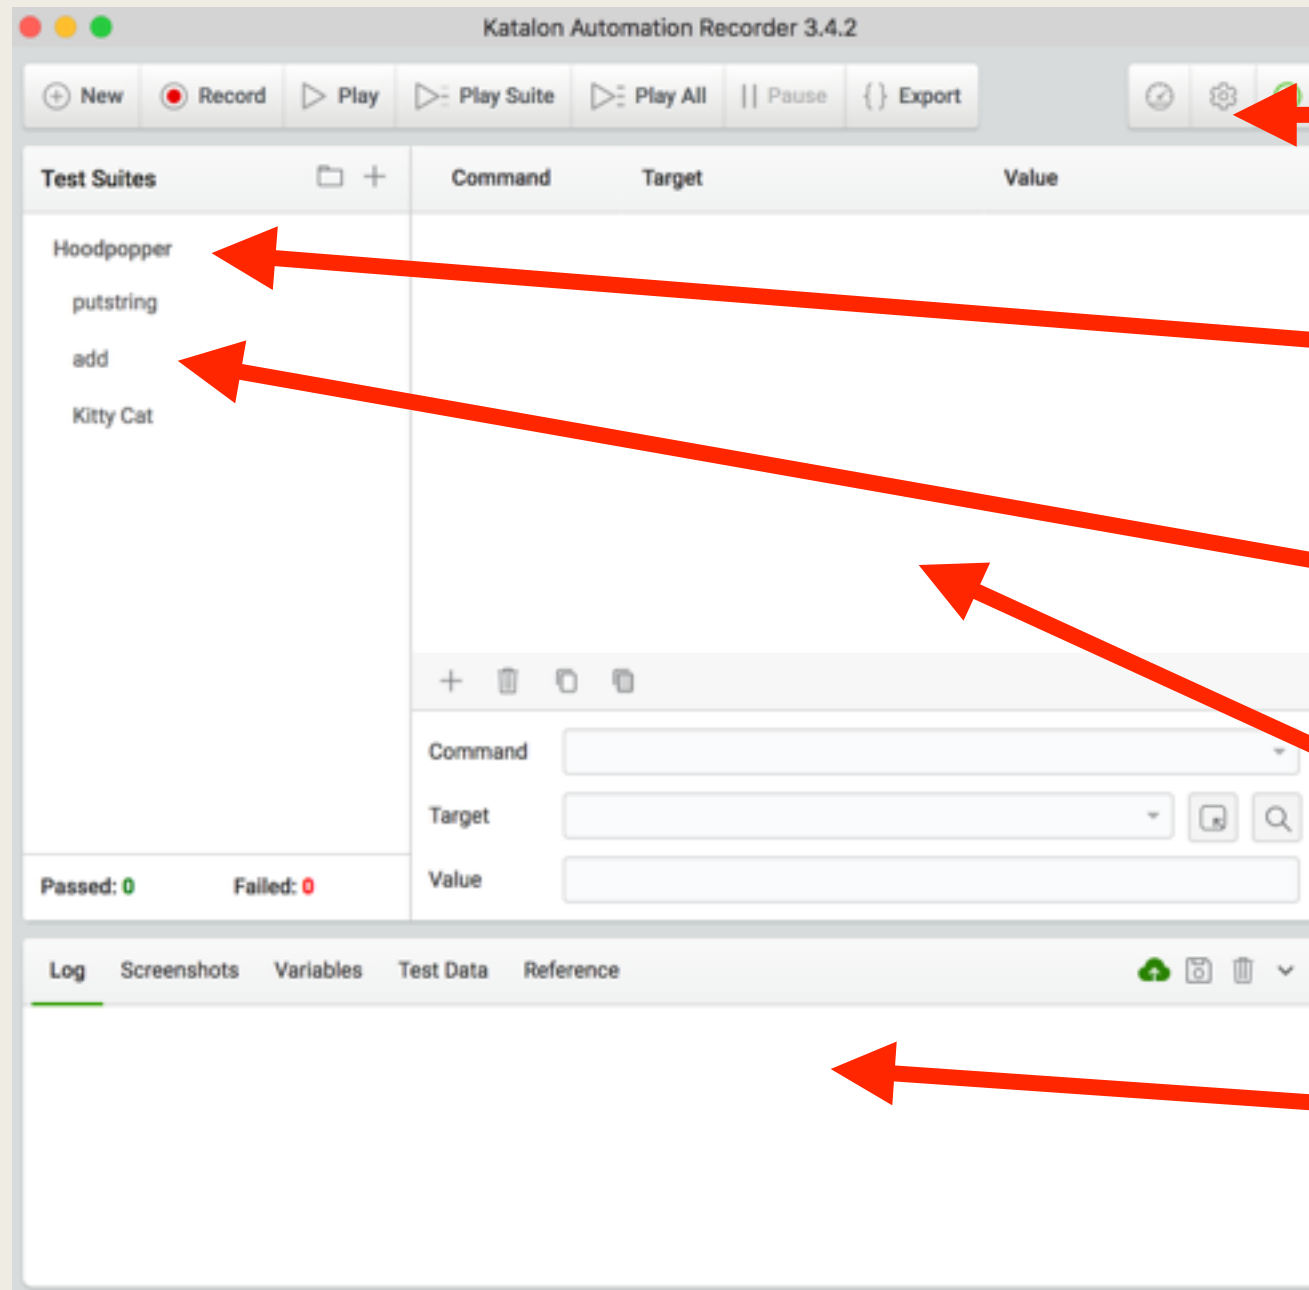 Katalon Automation Recorder 3.4.2
New Record Play Play Suite Play All Pause Export
Test Suites Command Target Value
Hoodpopper
putstring
add
Kitty Cat
Command
Target
Value
Passed: 0 Failed: 0
Log Screenshots Variables Test Data Reference